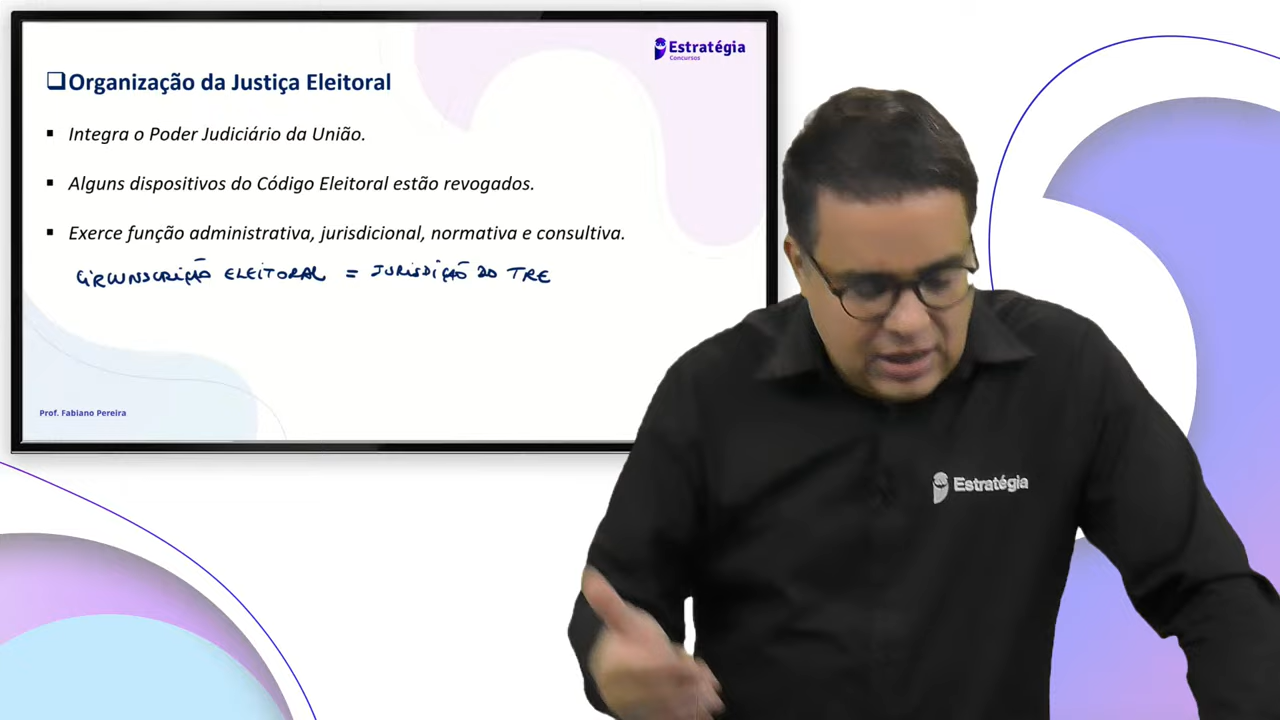 Estratégia
Concursos
❑Organização da Justiça Eleitoral
▪ Integra o Poder Judiciário da União.
▪ Alguns dispositivos do Código Eleitoral estão revogados.
▪ Exerce função administrativa, jurisdicional, normativa e consultiva.
CIRCUNSCRIÇÃO ELEITORAL = JURISDIÇÃO DO TRE
Prof. Fabiano Pereira
Estratégia